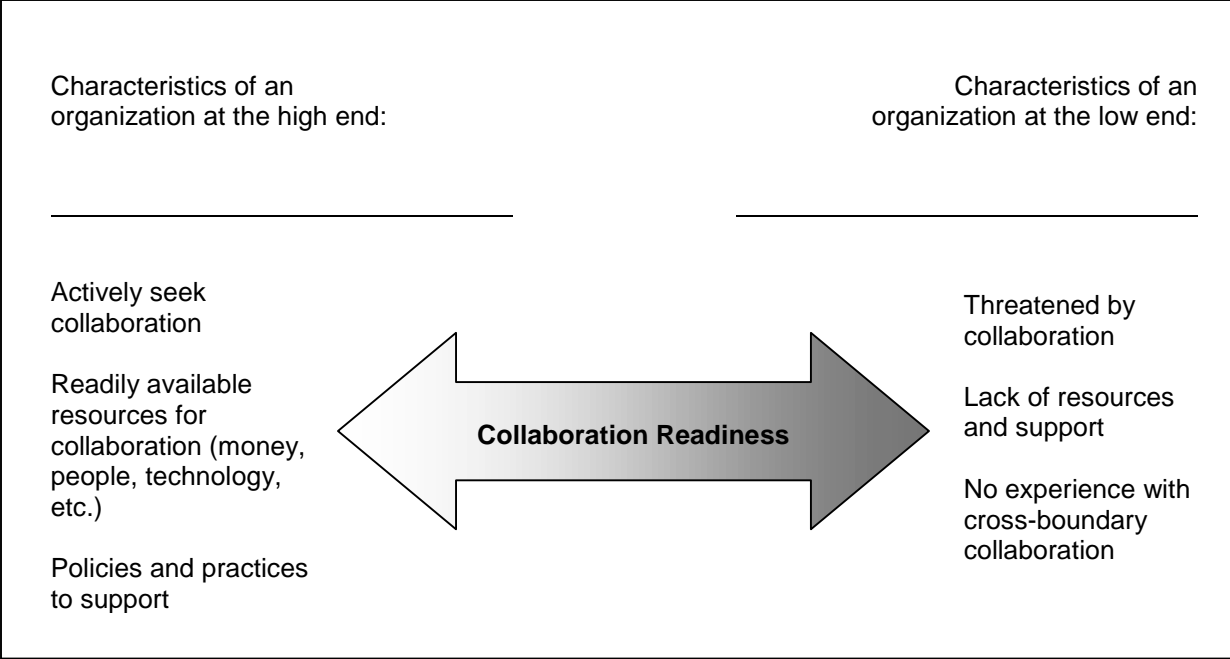 Characteristics of an
organization at the high end:
Characteristics of an
organization at the low end:
Actively seek
collaboration
Readily available
resources for
collaboration (money,
people, technology,
etc.)
Policies and practices
to support
Collaboration Readiness
Threatened by
collaboration
Lack of resources
and support
No experience with
cross-boundary
collaboration